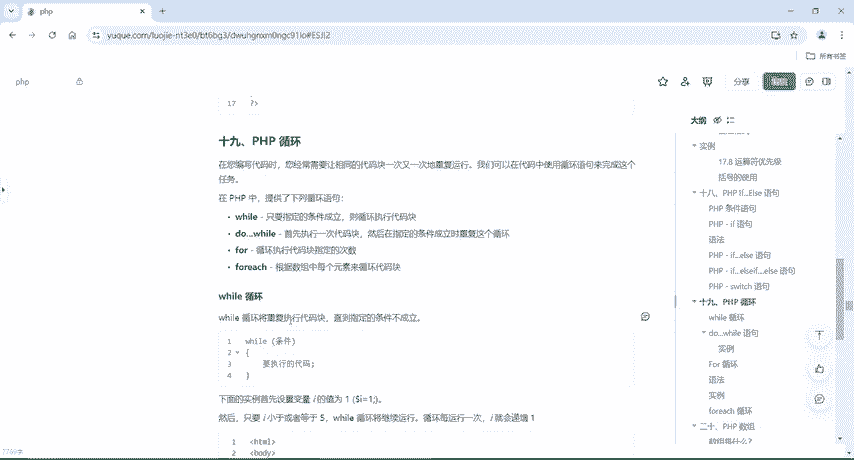 php
yuque.com/luojie-nt3e0/bt6bg3/dwuhgnxm0ngc91lo#ESJI2
所有书签
php
分享
17 ?>
十九、PHP 循环
在您编写代码时，您经常需要让相同的代码块一次又一次地重复运行。我们可以在代码中使用循环语句来完成这个
任务。
在 PHP 中，提供了下列循环语句：
• while - 只要指定的条件成立，则循环执行代码块
• do...while - 首先执行一次代码块，然后在指定的条件成立时重复这个循环
• for - 循环执行代码块指定的次数
• foreach - 根据数组中每个元素来循环代码块
while 循环
while 循环将重复执行代码块，直到指定的条件不成立。
1 while (条件)
2 {
3 要执行的代码;
4 }
下面的实例首先设置变量 i 的值为 1 ($i=1;)。
然后，只要 i 小于或者等于 5，while 循环将继续运行。循环每运行一次，i 就会递增 1
1 <html>
2 <body>
大纲
实例
17.8 运算符优先级
括号的使用
十八、PHP If...Else 语句
PHP 条件语句
PHP - if 语句
语法
PHP - if...else 语句
PHP - if...elseif....else 语句
PHP - switch 语句
十九、PHP 循环
while 循环
do...while 语句
实例
For 循环
语法
实例
foreach 循环
二十、PHP 数组
数组是什么？